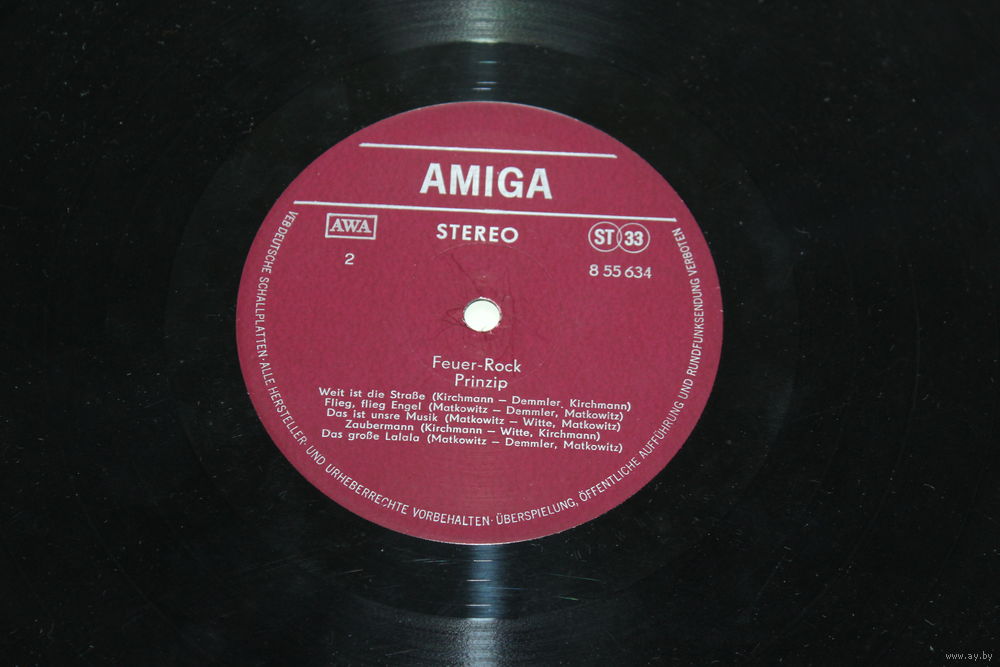 AMIGA
AWA
STEREO
ST 33
2
8 55 634
Feuer-Rock
Prinzip
Weit ist die Straße (Kirchmann — Demmler, Kirchmann)
Flieg, flieg Engel (Matkowitz — Demmler, Matkowitz)
Das ist unsre Musik (Matkowitz — Witte, Matkowitz)
Zaubermann (Kirchmann — Witte, Kirchmann)
Das große Lalala (Matkowitz — Demmler, Matkowitz)
VEB DEUTSCHE SCHALLPLATTEN · ALLE HERSTELLER- UND URHEBERRECHTE VORBEHALTEN · ÜBERSPIELUNG, ÖFFENTLICHE AUFFÜHRUNG UND RUNDFUNKSENDUNG VERBOTEN
www.ay.by